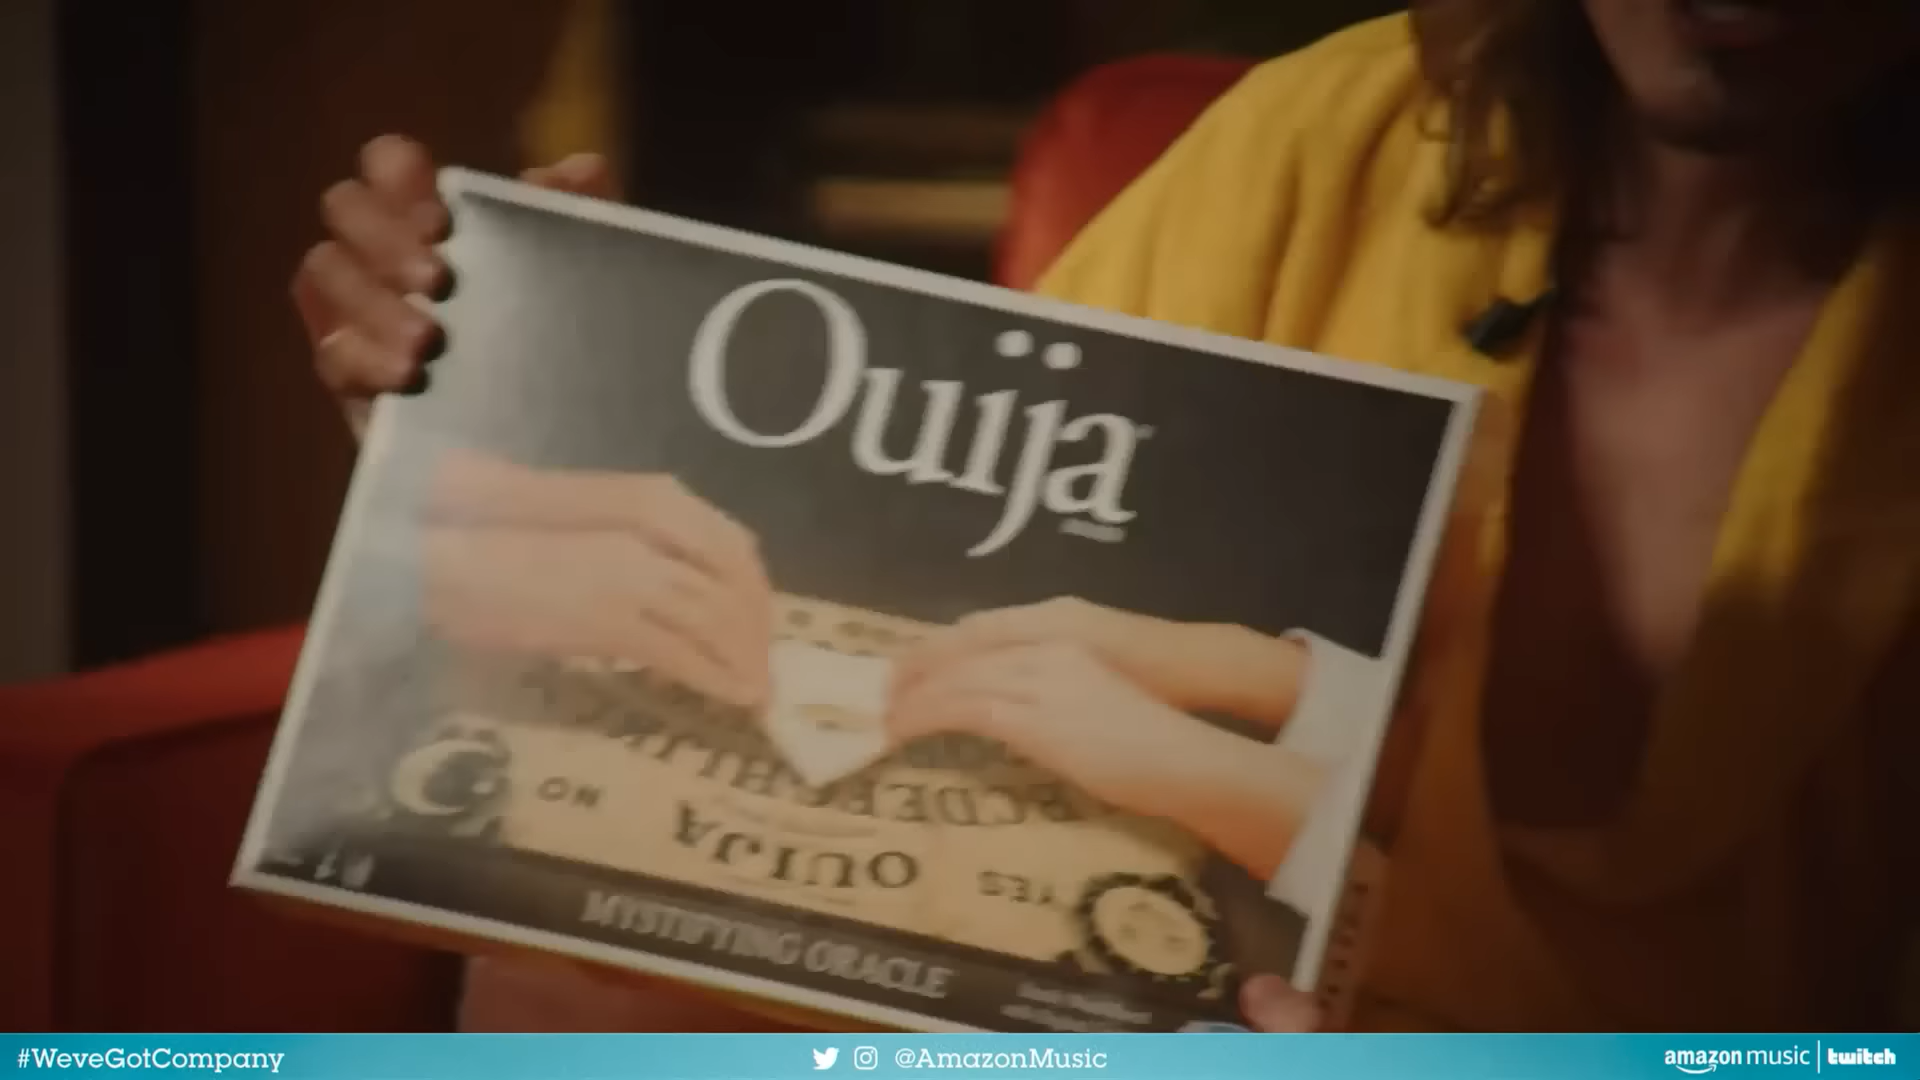 Ouija
NO
OUIJA
YES
MYSTIFYING ORACLE
#WeveGotCompany
@AmazonMusic
amazon music | twitch